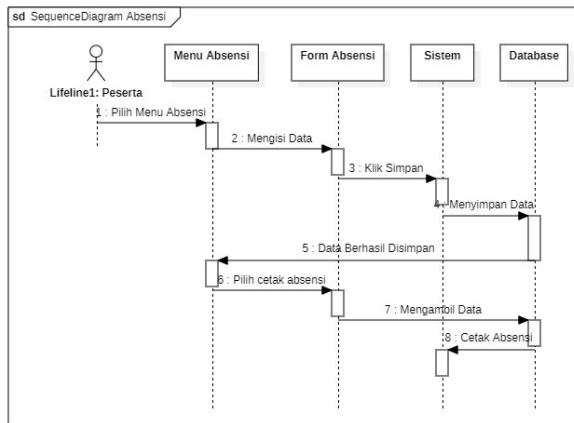 sd SequenceDiagram Absensi
Menu Absensi
Form Absensi
Sistem
Database
Lifeline1: Peserta
1 : Pilih Menu Absensi
2 : Mengisi Data
3 : Klik Simpan
4 : Menyimpan Data
5 : Data Berhasil Disimpan
6 : Pilih cetak absensi
7 : Mengambil Data
8 : Cetak Absensi